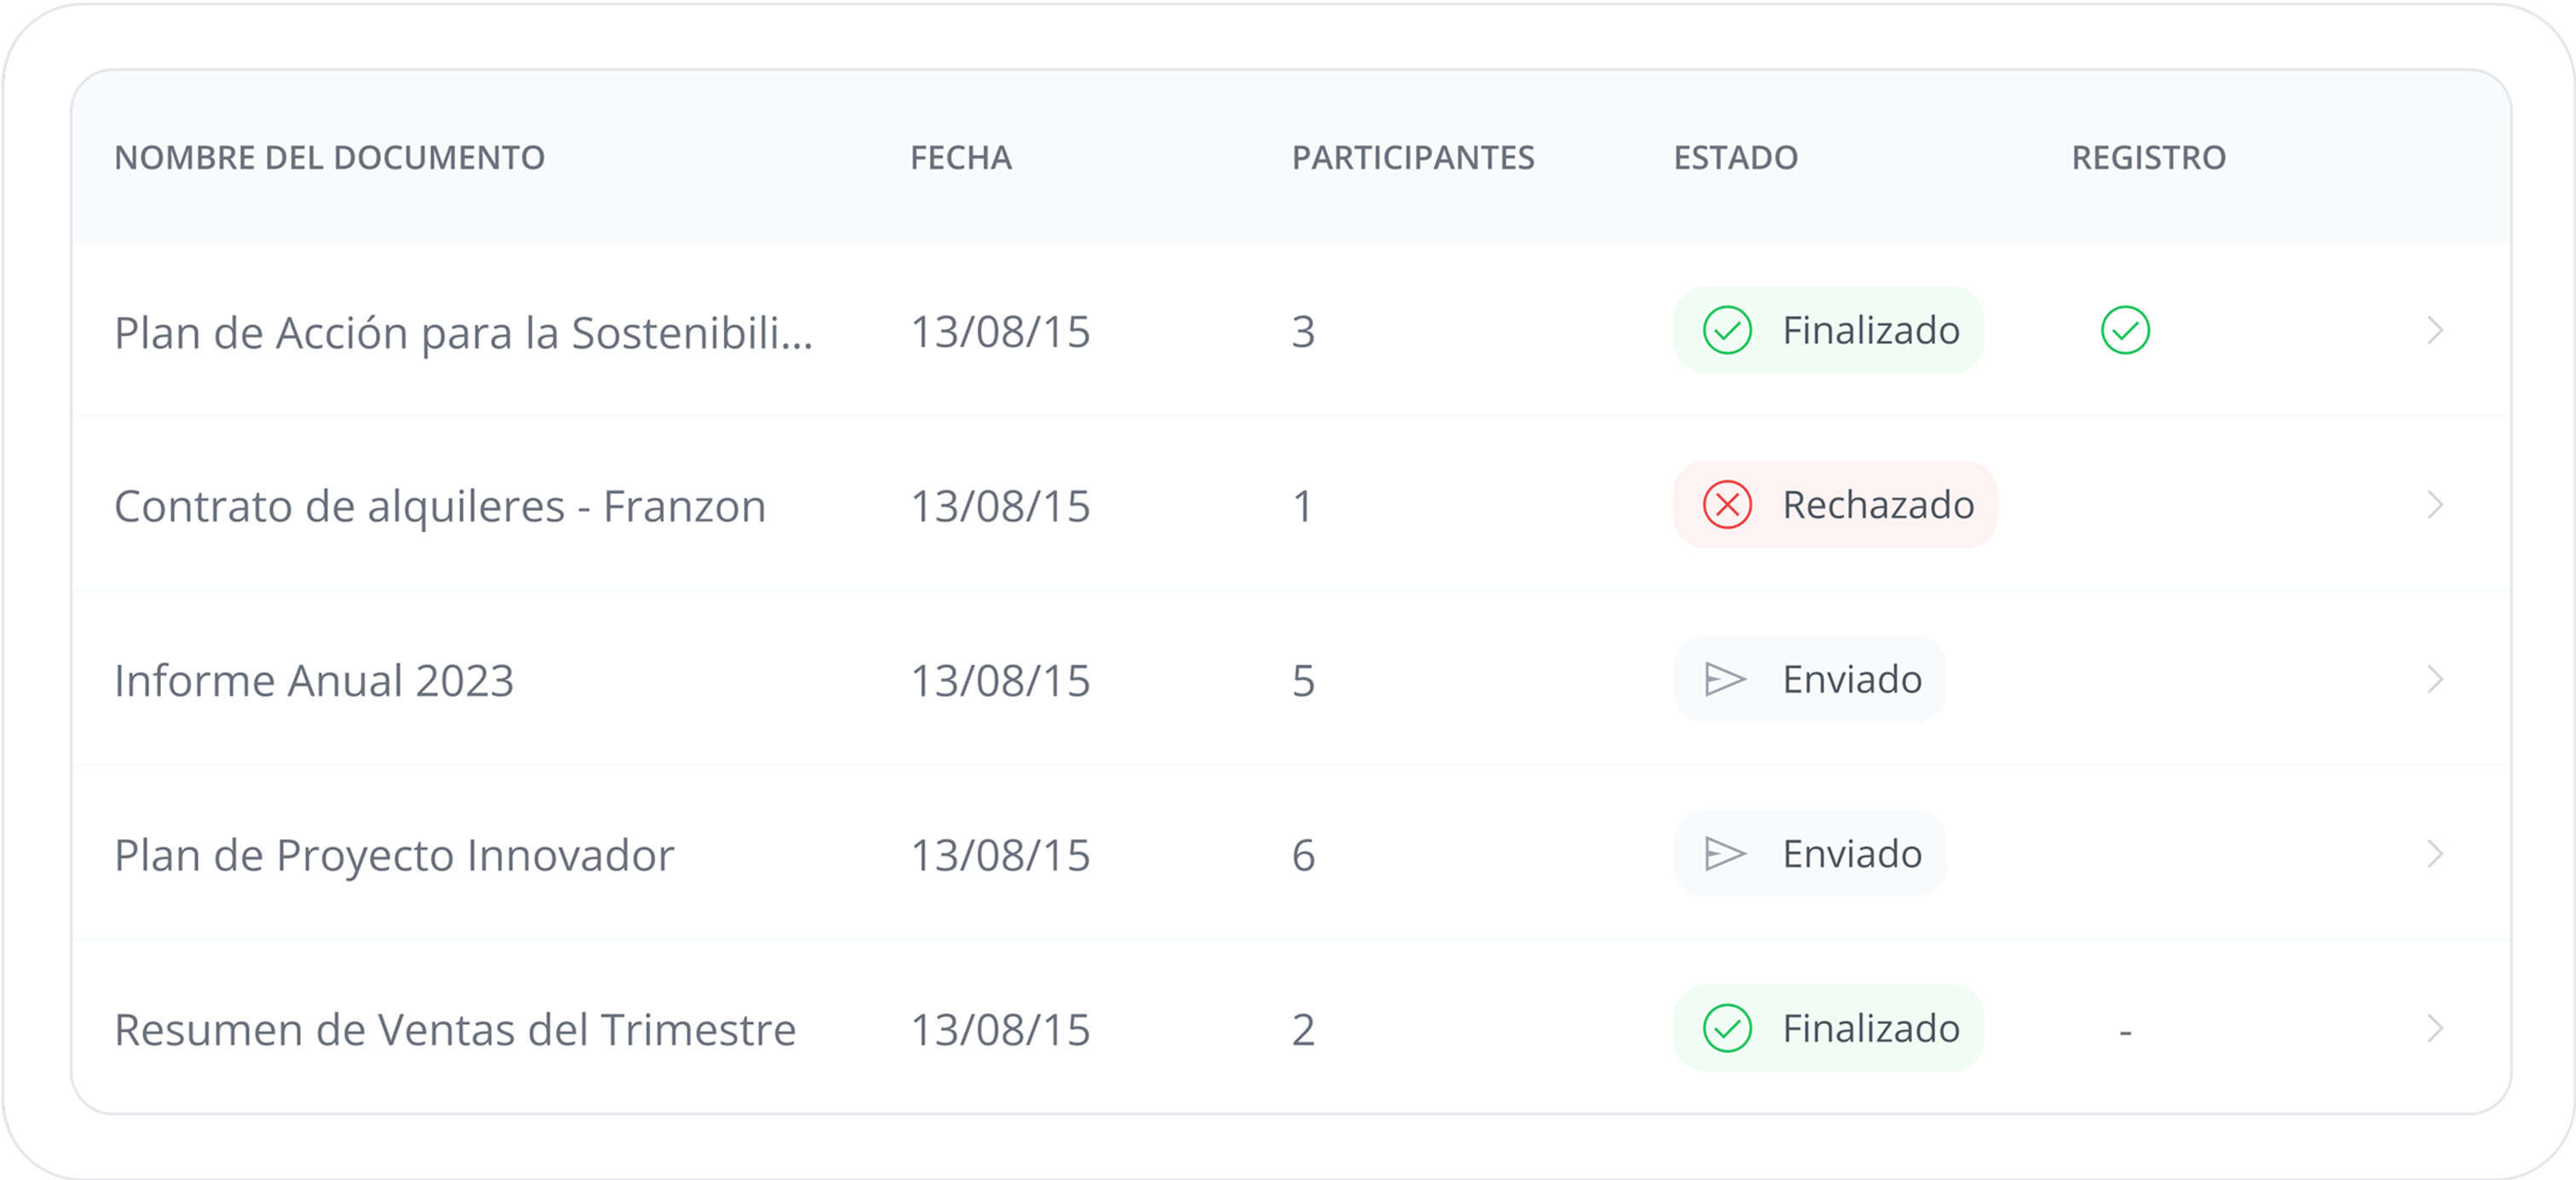 NOMBRE DEL DOCUMENTO FECHA PARTICIPANTES ESTADO REGISTRO
Plan de Acción para la Sostenibili... 13/08/15 3 Finalizado
Contrato de alquileres - Franzon 13/08/15 1 Rechazado
Informe Anual 2023 13/08/15 5 Enviado
Plan de Proyecto Innovador 13/08/15 6 Enviado
Resumen de Ventas del Trimestre 13/08/15 2 Finalizado -